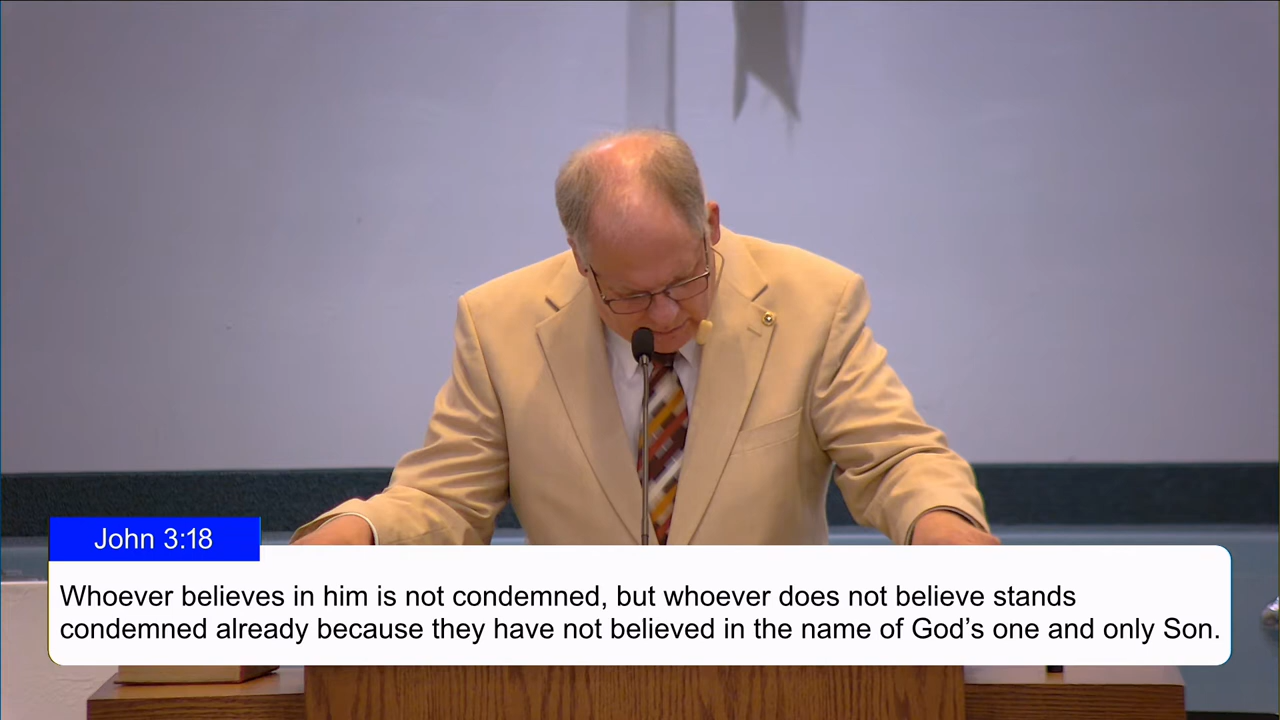 John 3:18
Whoever believes in him is not condemned, but whoever does not believe stands
condemned already because they have not believed in the name of God’s one and only Son.